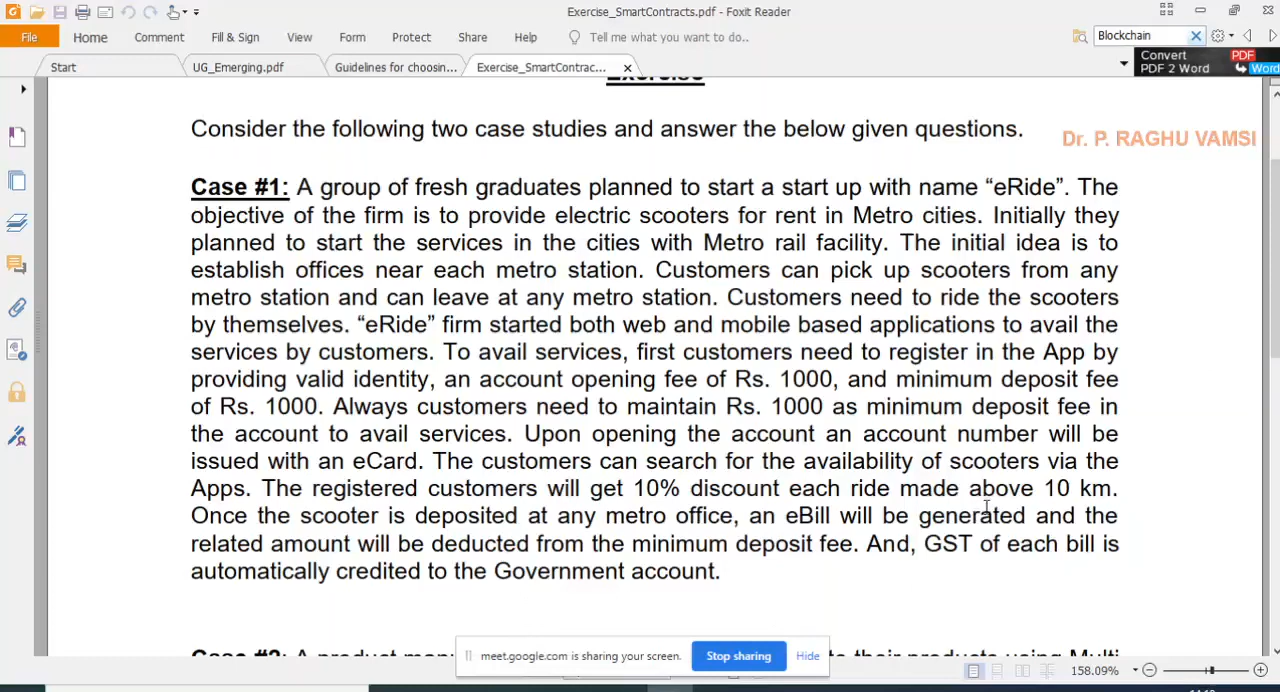 Exercise_SmartContracts.pdf - Foxit Reader
File Home Comment Fill & Sign View Form Protect Share Help Tell me what you want to do.. Blockchain
Start UG_Emerging.pdf Guidelines for choosin... Exercise_SmartContrac... Convert PDF
PDF 2 Word Word
Exercise
Consider the following two case studies and answer the below given questions.
Dr. P. RAGHU VAMSI
Case #1: A group of fresh graduates planned to start a start up with name “eRide”. The
objective of the firm is to provide electric scooters for rent in Metro cities. Initially they
planned to start the services in the cities with Metro rail facility. The initial idea is to
establish offices near each metro station. Customers can pick up scooters from any
metro station and can leave at any metro station. Customers need to ride the scooters
by themselves. “eRide” firm started both web and mobile based applications to avail the
services by customers. To avail services, first customers need to register in the App by
providing valid identity, an account opening fee of Rs. 1000, and minimum deposit fee
of Rs. 1000. Always customers need to maintain Rs. 1000 as minimum deposit fee in
the account to avail services. Upon opening the account an account number will be
issued with an eCard. The customers can search for the availability of scooters via the
Apps. The registered customers will get 10% discount each ride made above 10 km.
Once the scooter is deposited at any metro office, an eBill will be generated and the
related amount will be deducted from the minimum deposit fee. And, GST of each bill is
automatically credited to the Government account.
Case #2: A product to their products using Multi
meet.google.com is sharing your screen. Stop sharing Hide
158.09%